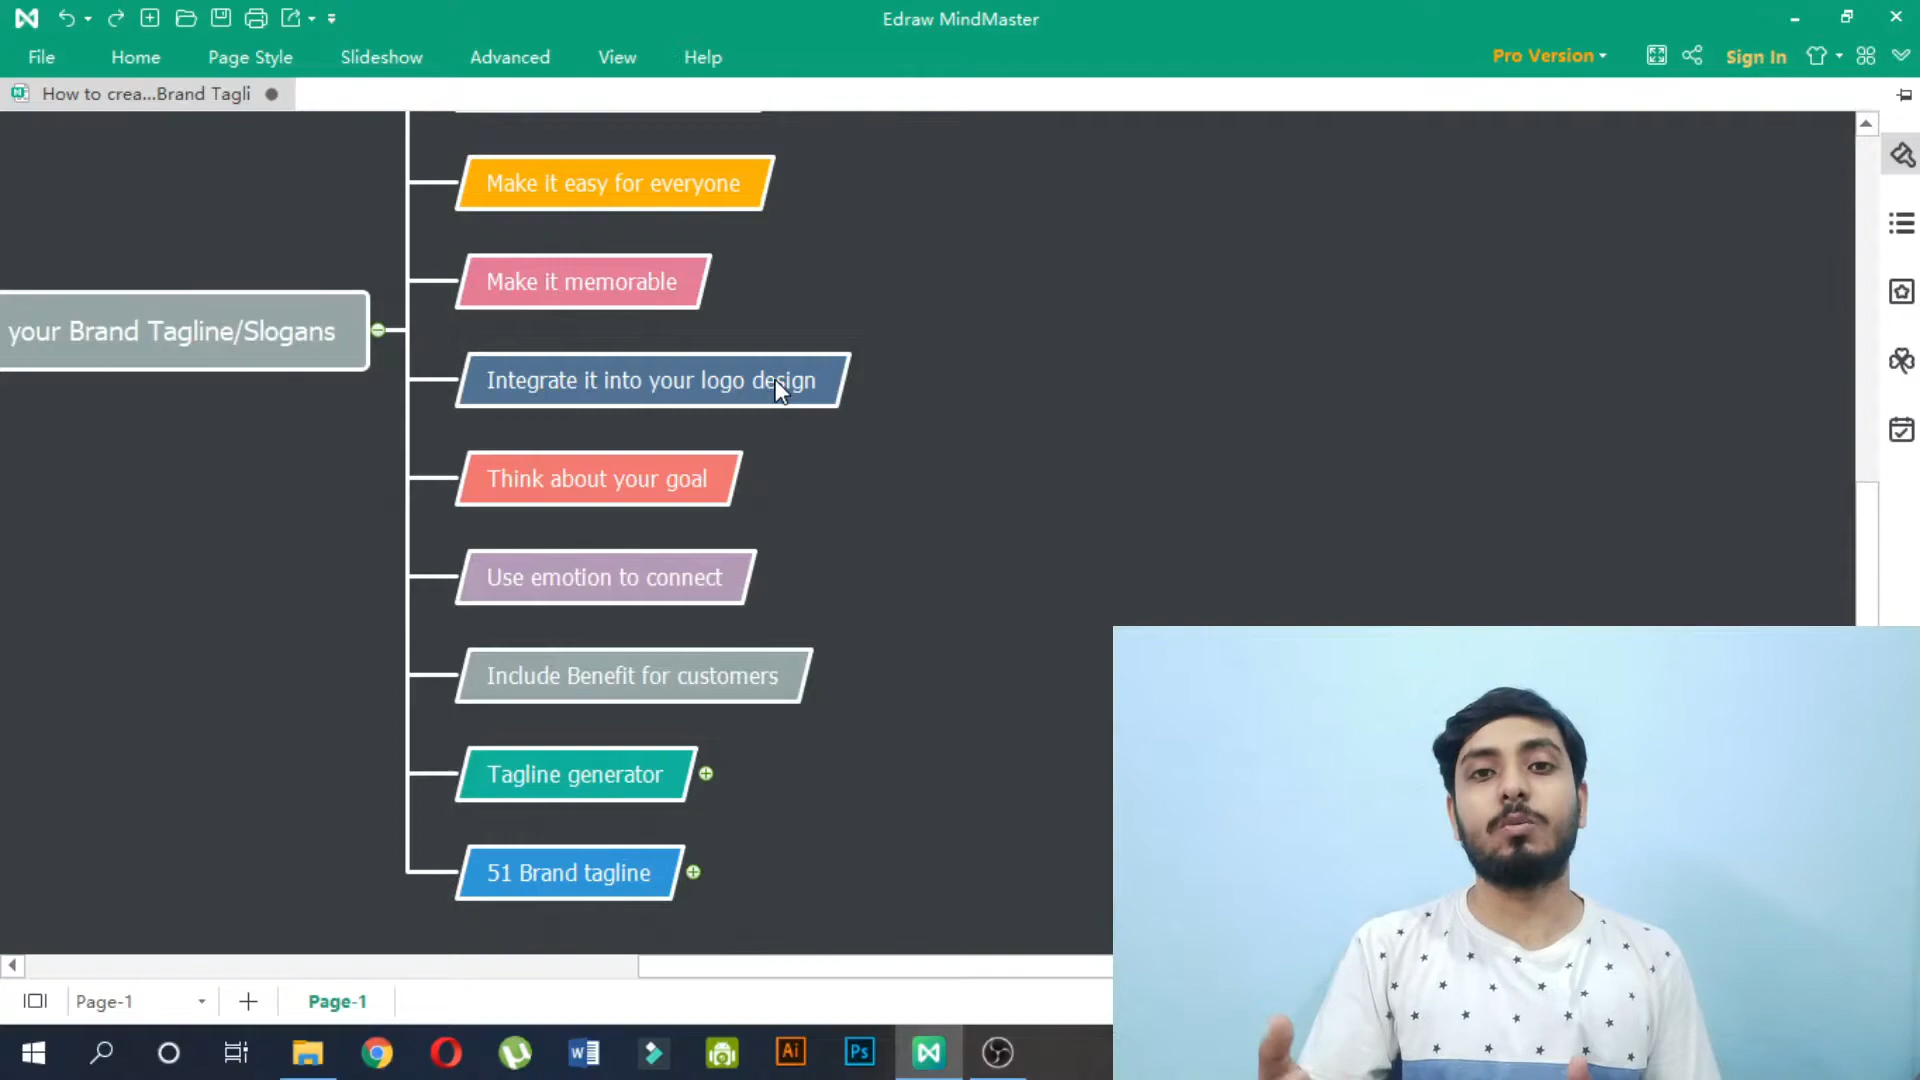 Edraw MindMaster
File Home Page Style Slideshow Advanced View Help Pro Version Sign In
How to crea...Brand Tagli
Make it easy for everyone
Make it memorable
your Brand Tagline/Slogans
Integrate it into your logo design
Think about your goal
Use emotion to connect
Include Benefit for customers
Tagline generator
51 Brand tagline
Page-1 Page-1
W Ai Ps